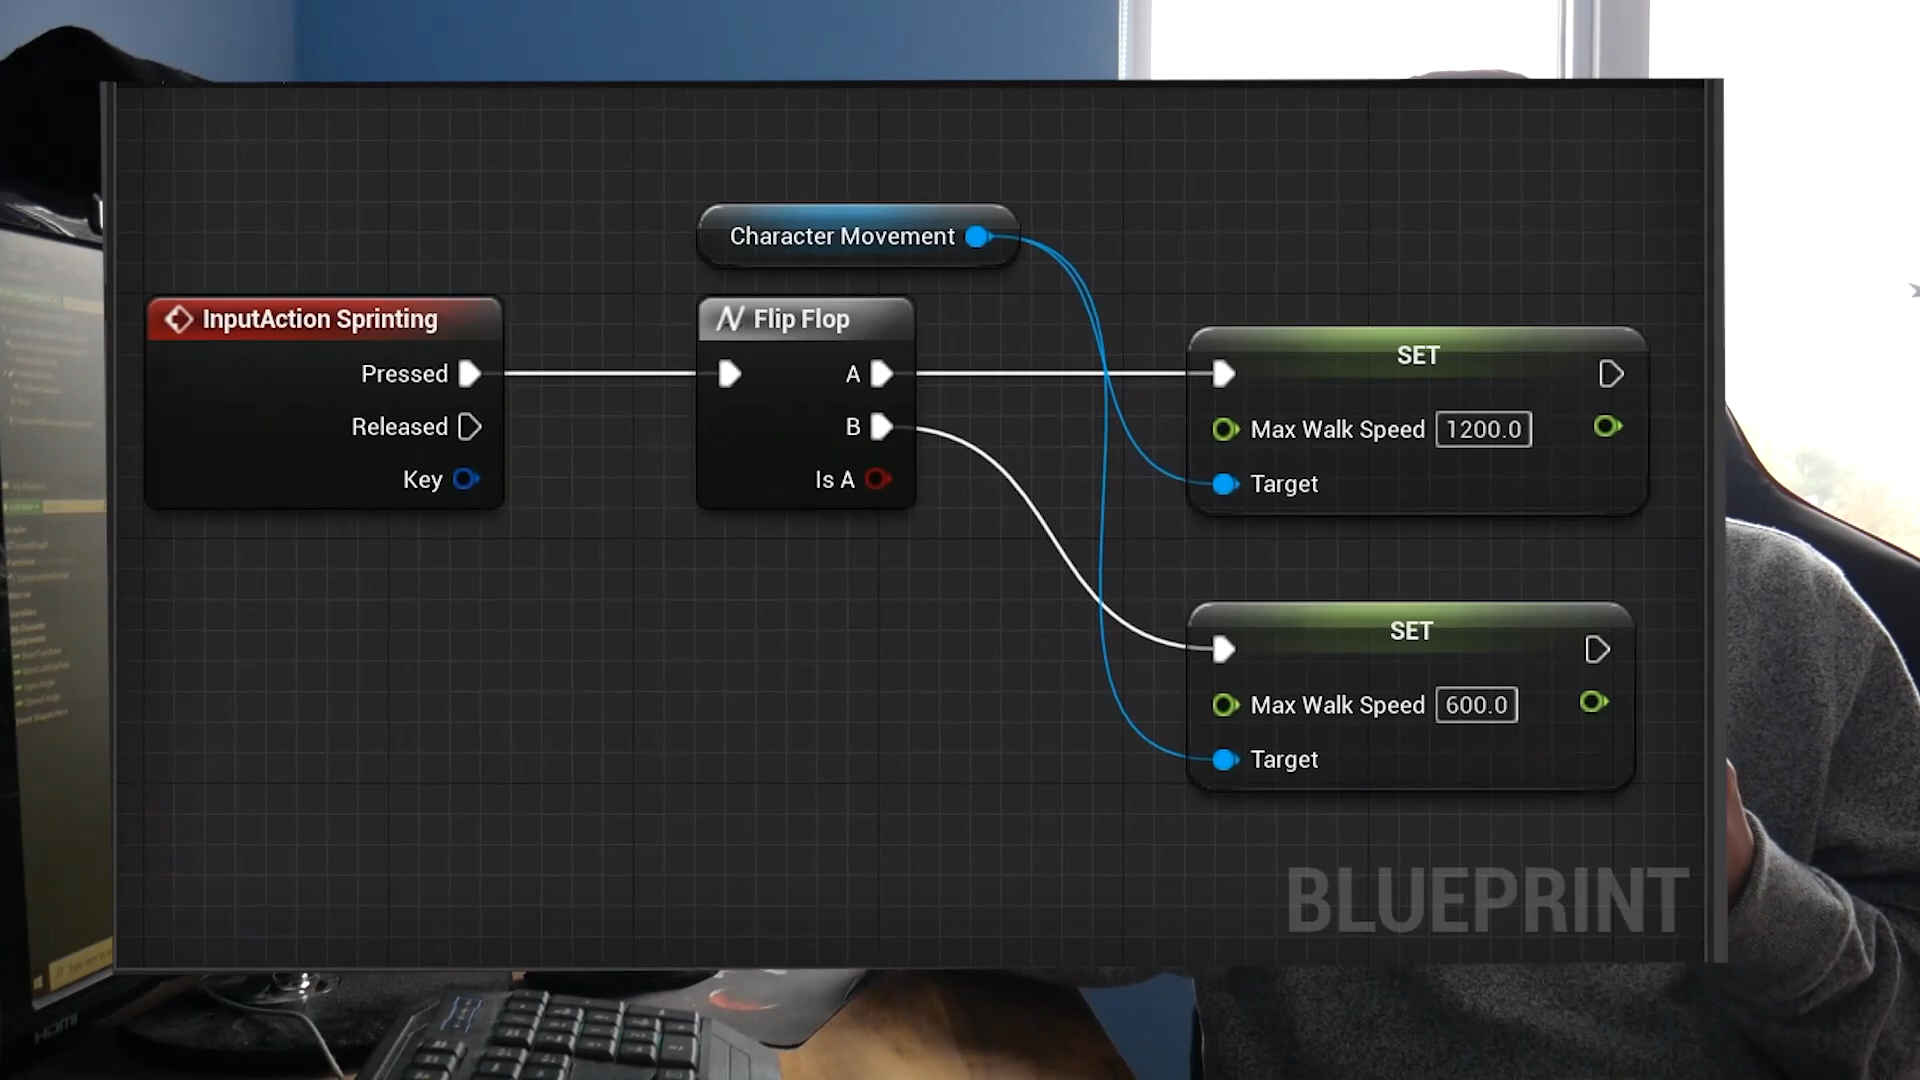 Character Movement
InputAction Sprinting
Pressed
Released
Key
Flip Flop
A
B
Is A
SET
Max Walk Speed 1200.0
Target
SET
Max Walk Speed 600.0
Target
BLUEPRINT